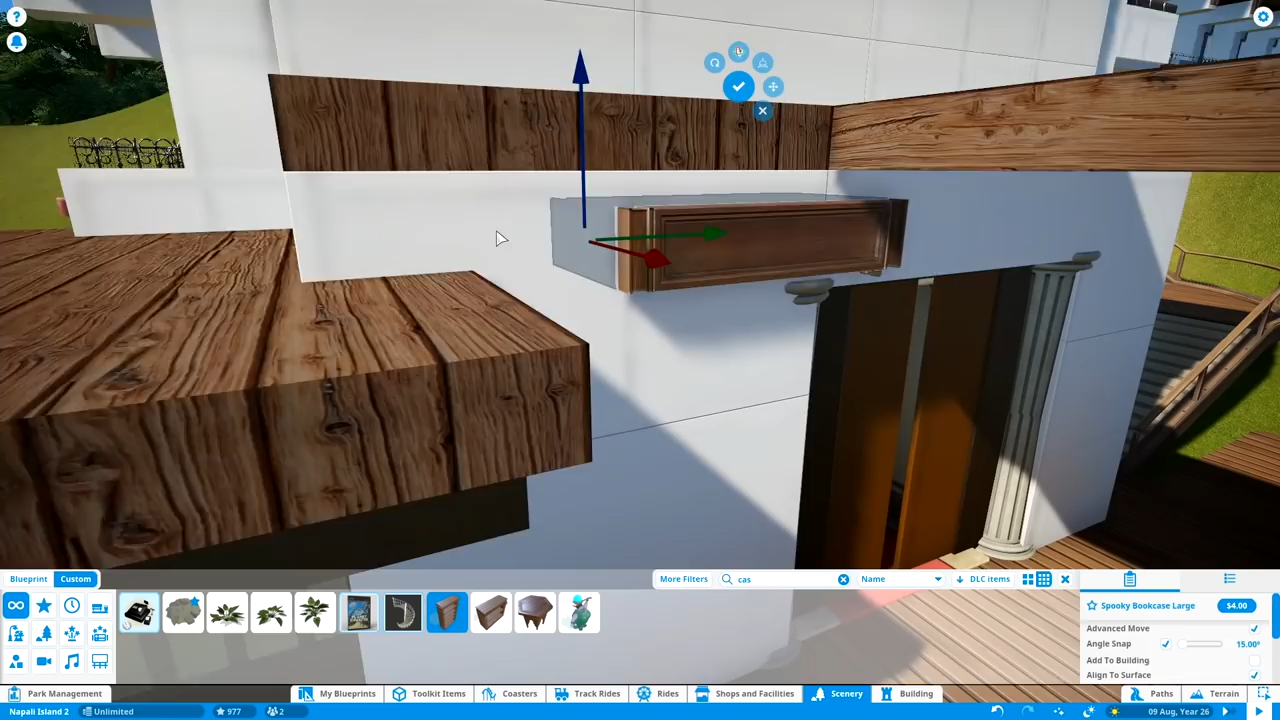 Blueprint Custom More Filters cas Name DLC items
Spooky Bookcase Large $4.00
Advanced Move
Angle Snap 15.00°
Add To Building
Align To Surface
Park Management My Blueprints Toolkit Items Coasters Track Rides Rides Shops and Facilities Scenery Building Paths Terrain
Napali Island 2 Unlimited 977 2 09 Aug, Year 26